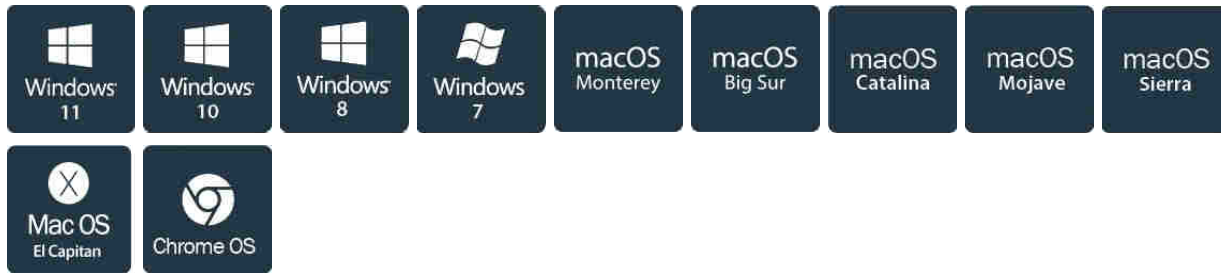 Windows
11
Windows
10
Windows
8
Windows
7
macOS
Monterey
macOS
Big Sur
macOS
Catalina
macOS
Mojave
macOS
Sierra
X
Mac OS
El Capitan
Chrome OS